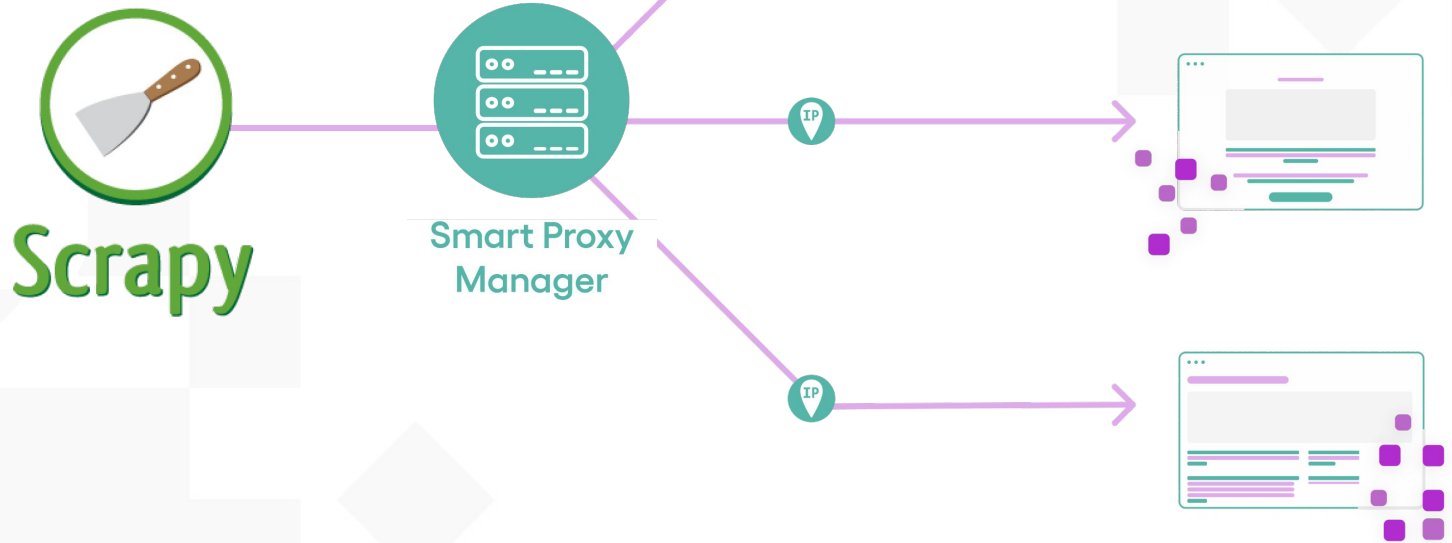 Scrapy
Smart Proxy
Manager
IP
IP